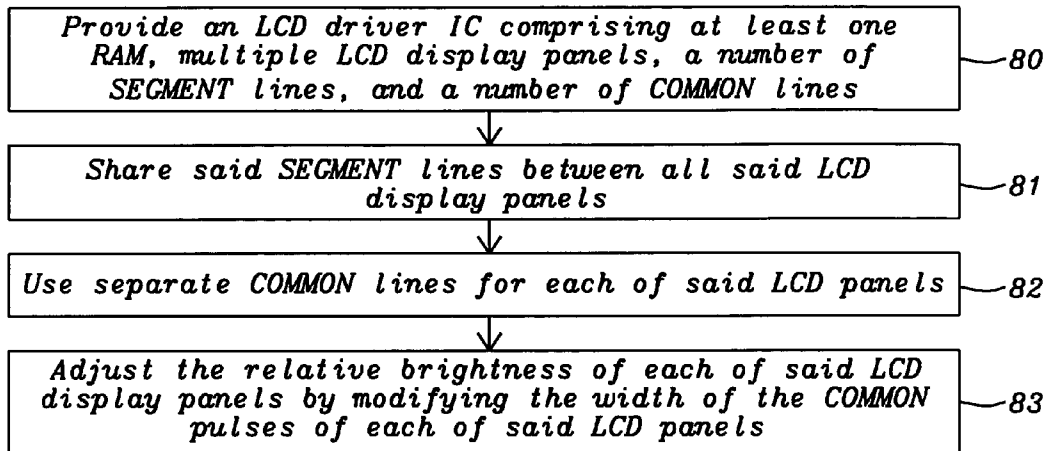 Provide an LCD driver IC comprising at least one
RAM, multiple LCD display panels, a number of
SEGMENT lines, and a number of COMMON lines
80
Share said SEGMENT lines between all said LCD
display panels
81
Use separate COMMON lines for each of said LCD panels
82
Adjust the relative brightness of each of said LCD
display panels by modifying the width of the COMMON
pulses of each of said LCD panels
83